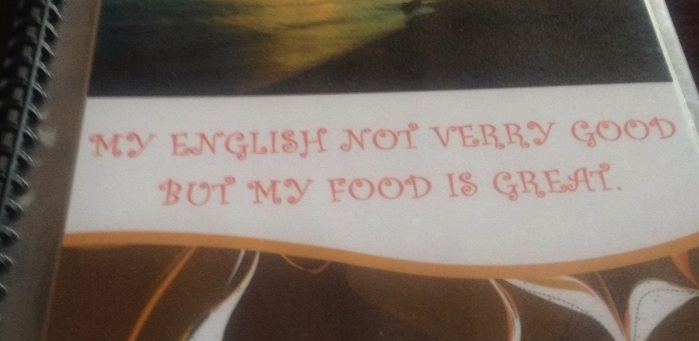 MY ENGLISH NOT VERRY GOOD
BUT MY FOOD IS GREAT.